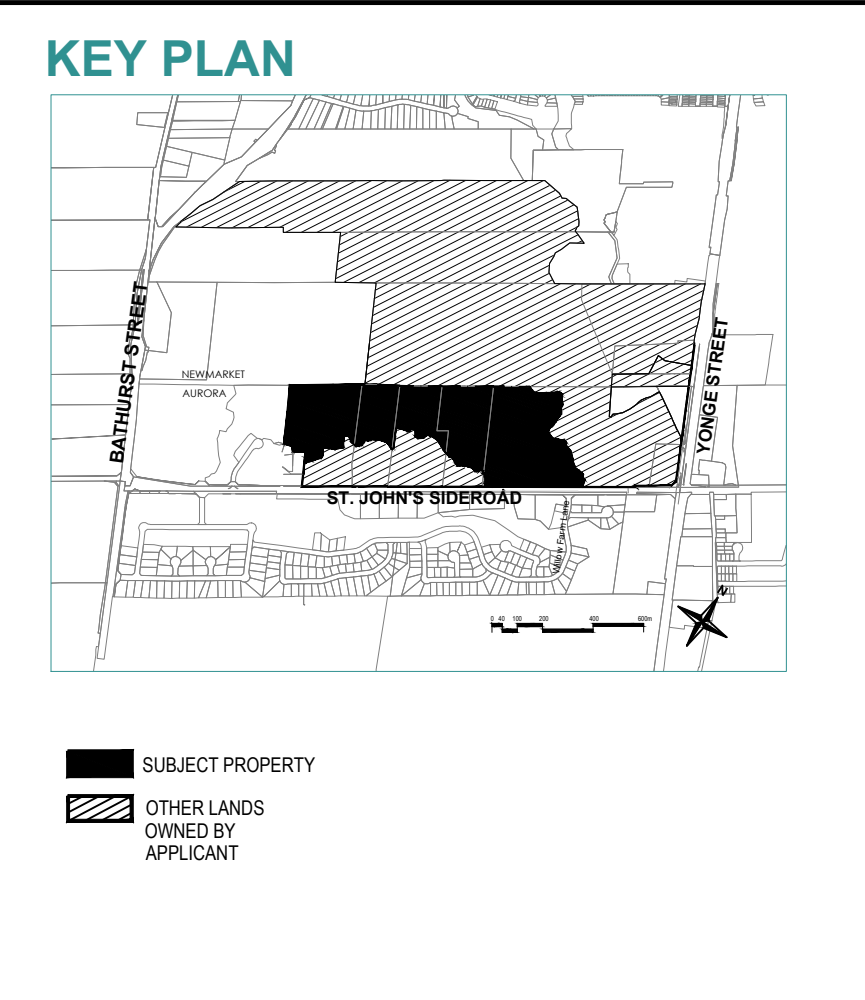 KEY PLAN
BATHURST STREET
NEWMARKET
AURORA
YONGE STREET
ST. JOHN'S SIDEROAD
Willow Farm Lane
N
0 40 100 200 400 600m
SUBJECT PROPERTY
OTHER LANDS
OWNED BY
APPLICANT